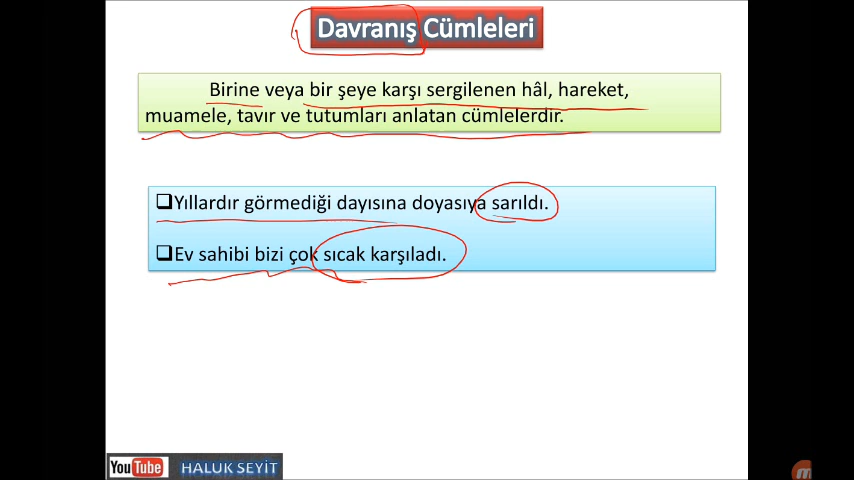 Davranış Cümleleri
Birine veya bir şeye karşı sergilenen hâl, hareket,
muamele, tavır ve tutumları anlatan cümlelerdir.
❑Yıllardır görmediği dayısına doyasıya sarıldı.
❑Ev sahibi bizi çok sıcak karşıladı.
YouTube HALUK SEYİT